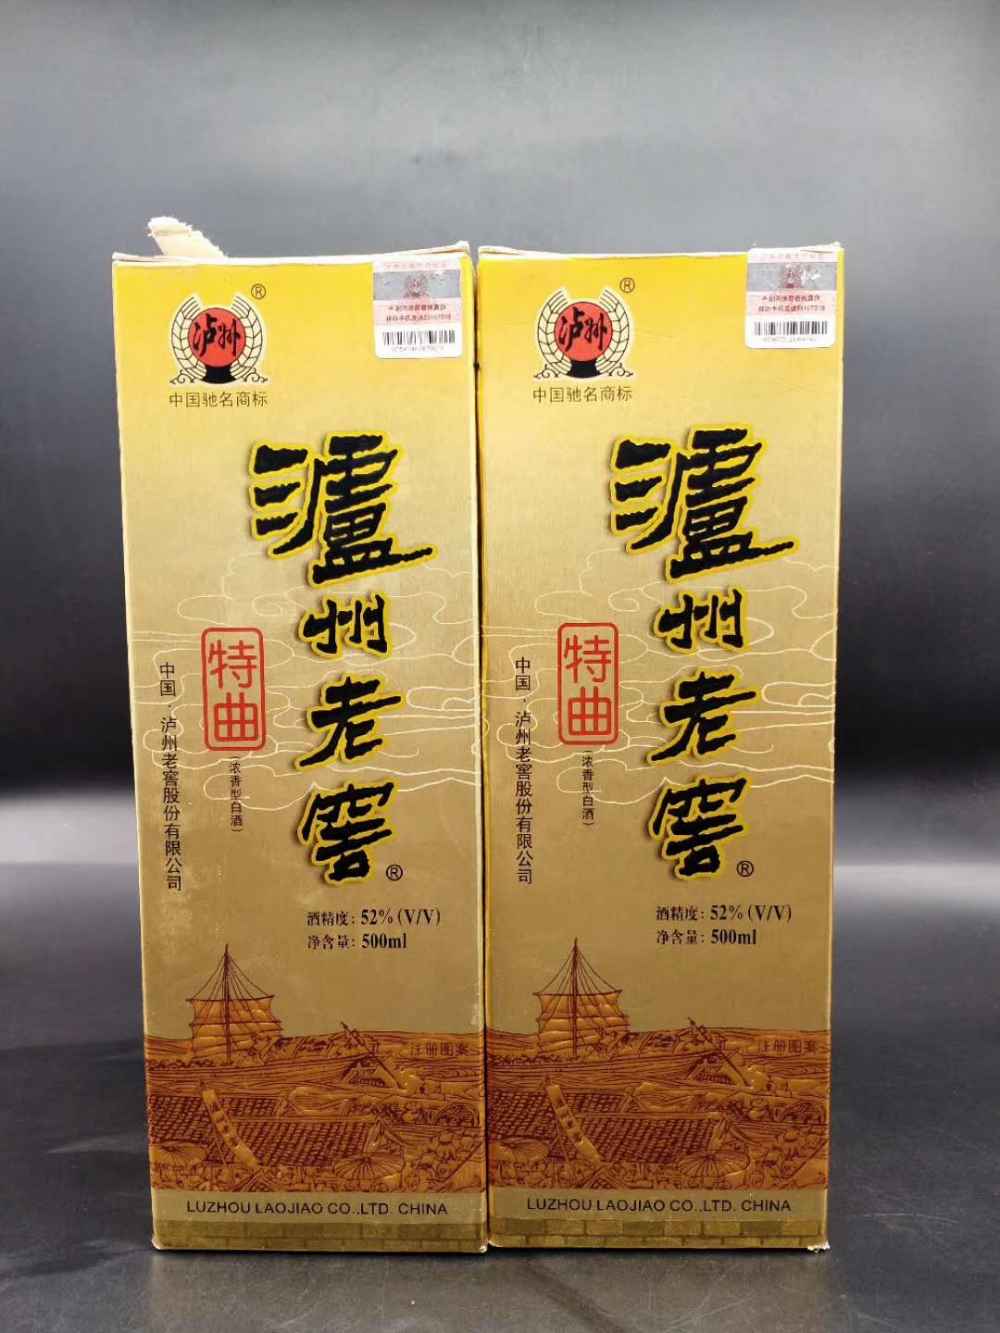 泸州
®
中国驰名商标
瀘州老窖®
特曲
(浓香型白酒)
中国·泸州老窖股份有限公司
酒精度: 52% (V/V)
净含量: 500ml
注册图案
LUZHOU LAOJIAO CO.,LTD. CHINA
泸州
®
中国驰名商标
瀘州老窖®
特曲
(浓香型白酒)
中国·泸州老窖股份有限公司
酒精度: 52% (V/V)
净含量: 500ml
注册图案
LUZHOU LAOJIAO CO.,LTD. CHINA